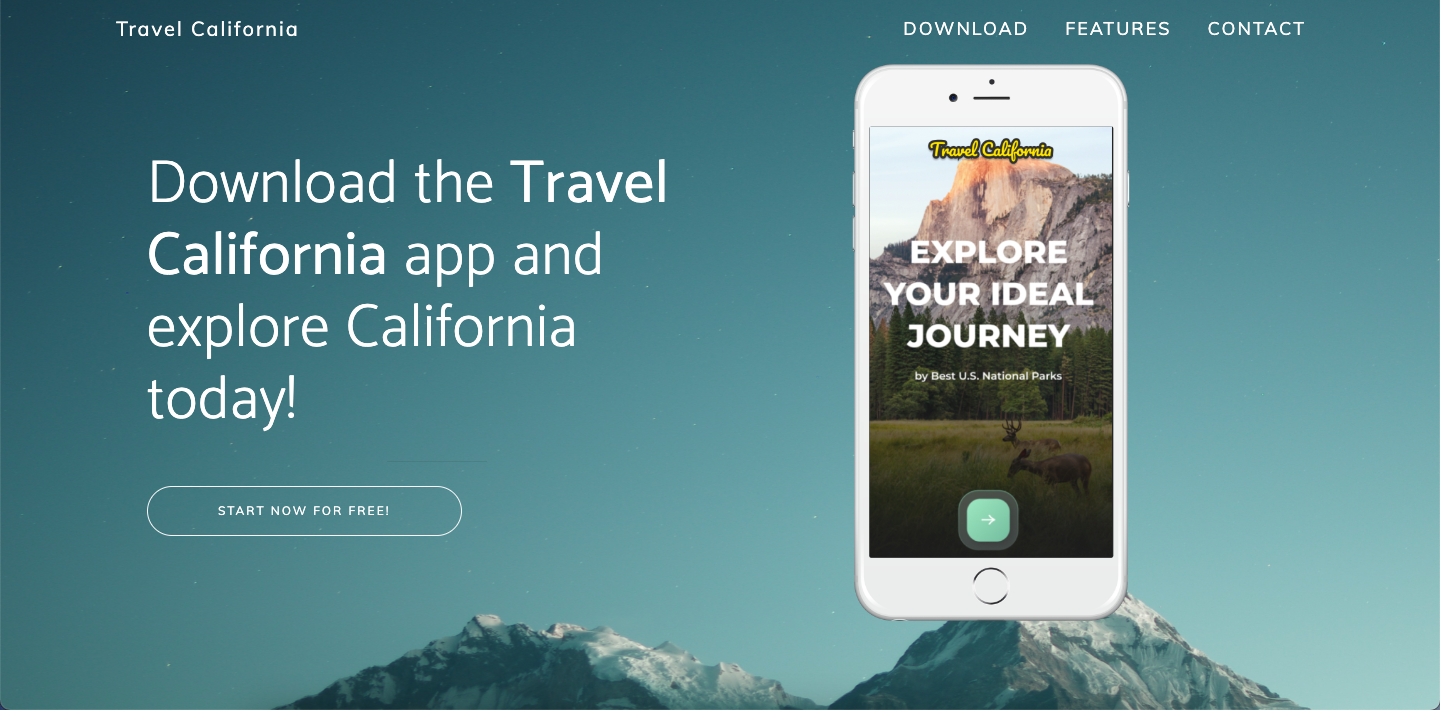 Travel California
DOWNLOAD FEATURES CONTACT
Download the Travel
California app and
explore California
today!
START NOW FOR FREE!
Travel California
EXPLORE
YOUR IDEAL
JOURNEY
by Best U.S. National Parks